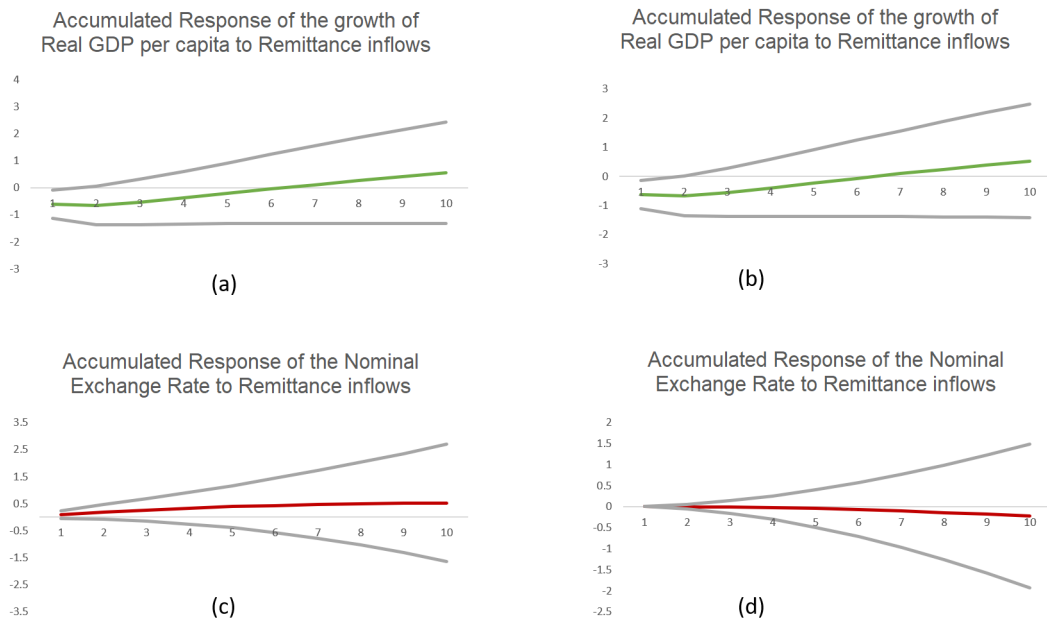 Accumulated Response of the growth of
Real GDP per capita to Remittance inflows
4
3
2
1
0
-1
-2
-3
1 2 3 4 5 6 7 8 9 10
(a)
Accumulated Response of the growth of
Real GDP per capita to Remittance inflows
3
2
1
0
-1
-2
-3
1 2 3 4 5 6 7 8 9 10
(b)
Accumulated Response of the Nominal
Exchange Rate to Remittance inflows
3.5
2.5
1.5
0.5
-0.5
-1.5
-2.5
-3.5
1 2 3 4 5 6 7 8 9 10
(c)
Accumulated Response of the Nominal
Exchange Rate to Remittance inflows
2
1.5
1
0.5
0
-0.5
-1
-1.5
-2
-2.5
1 2 3 4 5 6 7 8 9 10
(d)